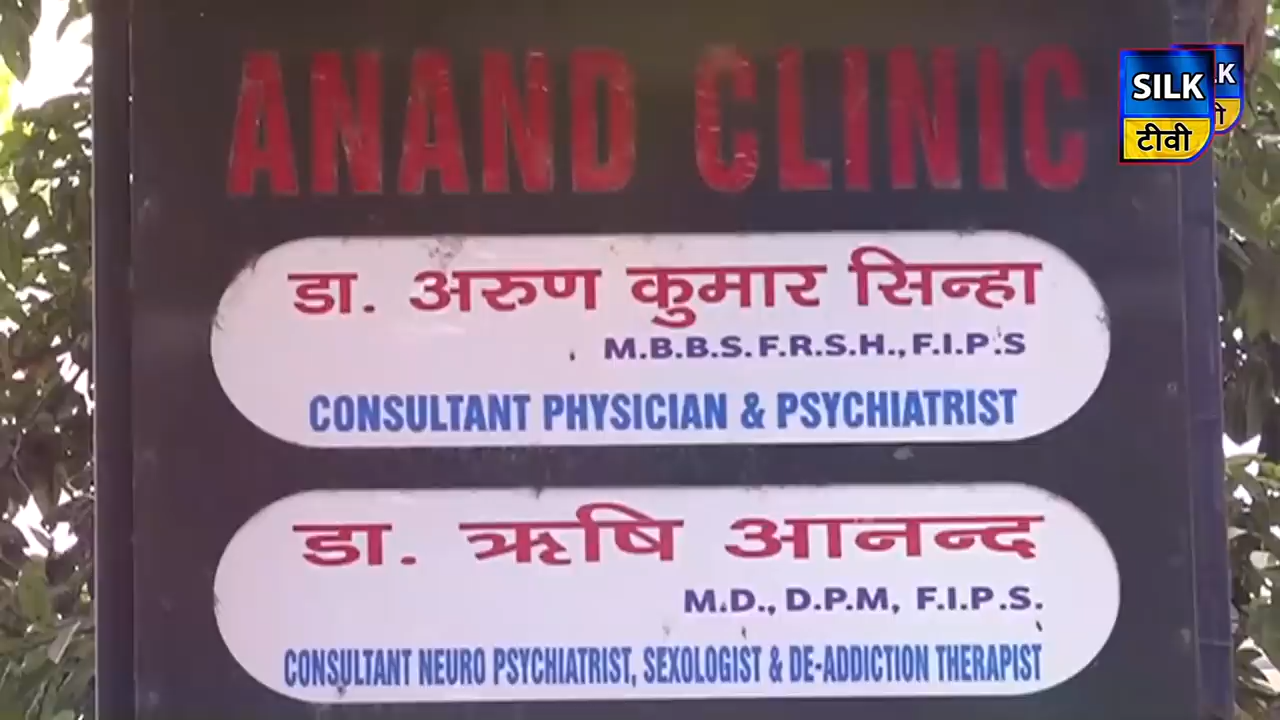 ANAND CLINIC
SILK
टीवी
डा. अरुण कुमार सिन्हा
M.B.B.S. F.R.S.H., F.I.P.S
CONSULTANT PHYSICIAN & PSYCHIATRIST
डा. ऋषि आनन्द
M.D., D.P.M, F.I.P.S.
CONSULTANT NEURO PSYCHIATRIST, SEXOLOGIST & DE-ADDICTION THERAPIST